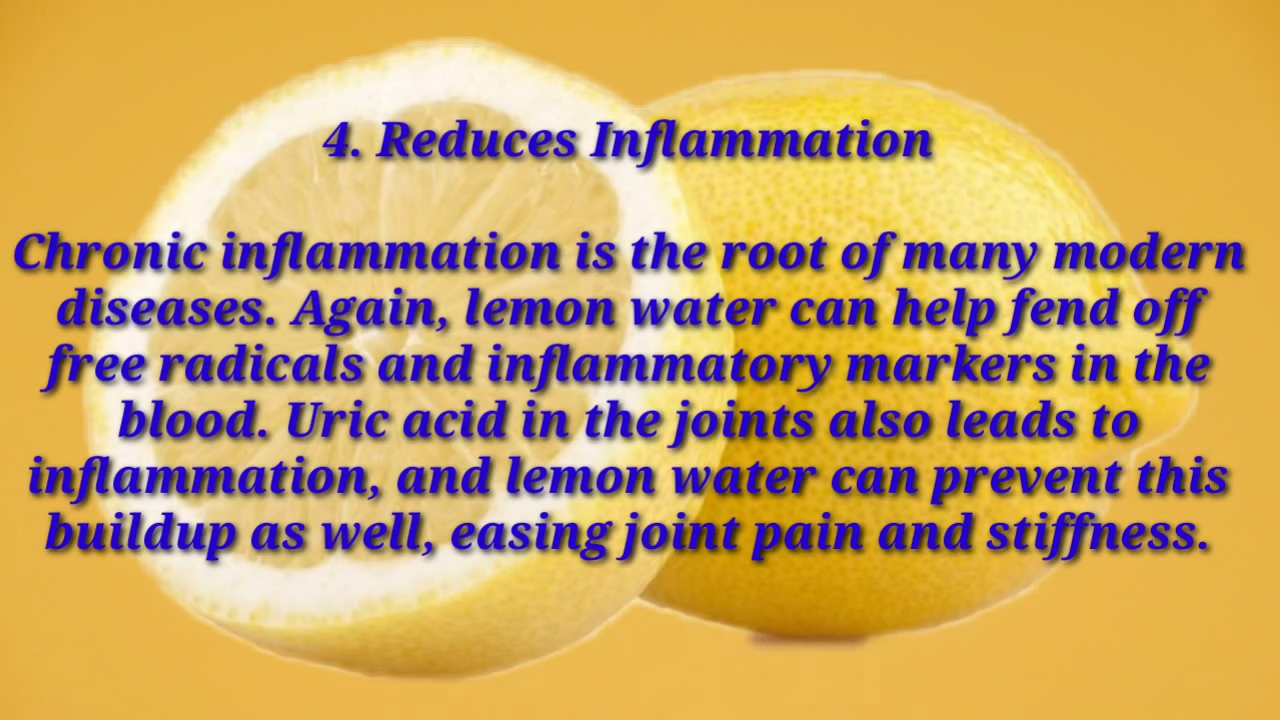 4. Reduces Inflammation
Chronic inflammation is the root of many modern
diseases. Again, lemon water can help fend off
free radicals and inflammatory markers in the
blood. Uric acid in the joints also leads to
inflammation, and lemon water can prevent this
buildup as well, easing joint pain and stiffness.